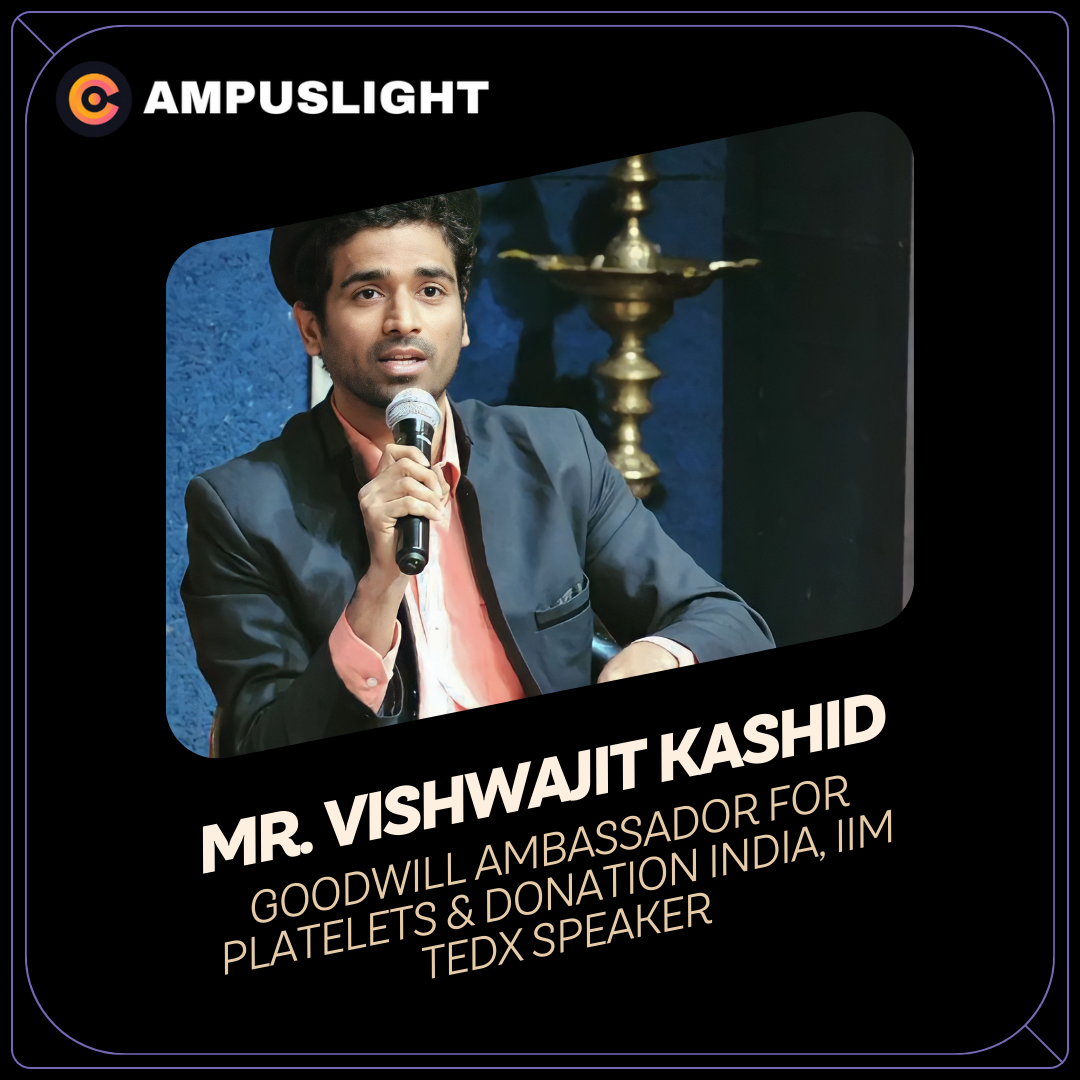 AMPUSLIGHT
MR. VISHWAJIT KASHID
GOODWILL AMBASSADOR FOR
PLATELETS & DONATION INDIA, IIM
TEDX SPEAKER